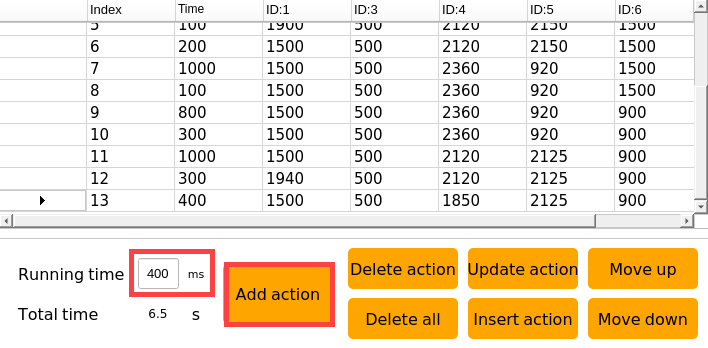 Index Time ID:1 ID:3 ID:4 ID:5 ID:6
5 100 1900 500 2120 2150 1500
6 200 1500 500 2120 2150 1500
7 1000 1500 500 2360 920 1500
8 100 1500 500 2360 920 1500
9 800 1500 500 2360 920 900
10 300 1500 500 2360 920 900
11 1000 1500 500 2120 2125 900
12 300 1940 500 2120 2125 900
13 400 1500 500 1850 2125 900
Running time 400 ms
Total time 6.5 s
Add action
Delete action Update action Move up
Delete all Insert action Move down